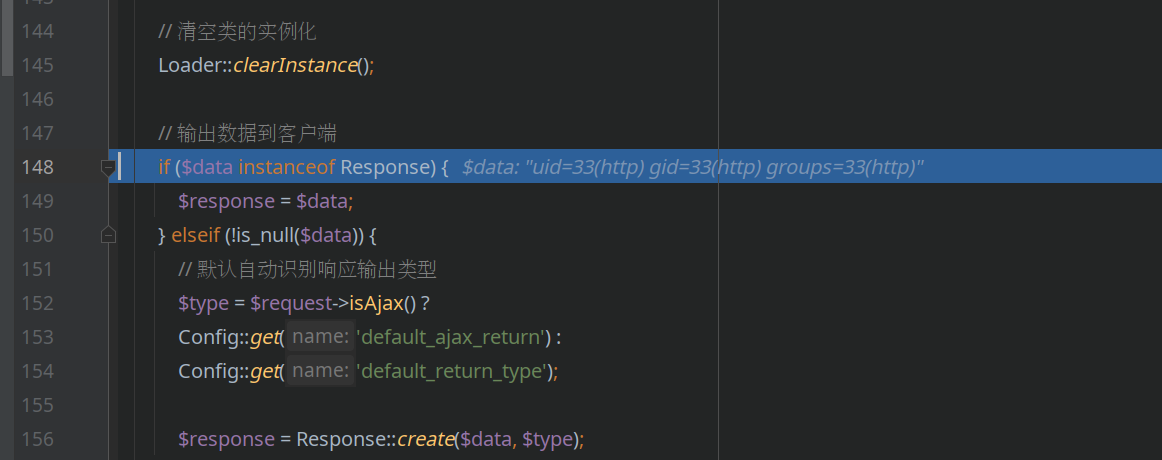 144 // 清空类的实例化
145 Loader::clearInstance();
146
147 // 输出数据到客户端
148 if ($data instanceof Response) { $data: "uid=33(http) gid=33(http) groups=33(http)"
149 $response = $data;
150 } elseif (!is_null($data)) {
151 // 默认自动识别响应输出类型
152 $type = $request->isAjax() ?
153 Config::get( name: 'default_ajax_return') :
154 Config::get( name: 'default_return_type');
155
156 $response = Response::create($data, $type);